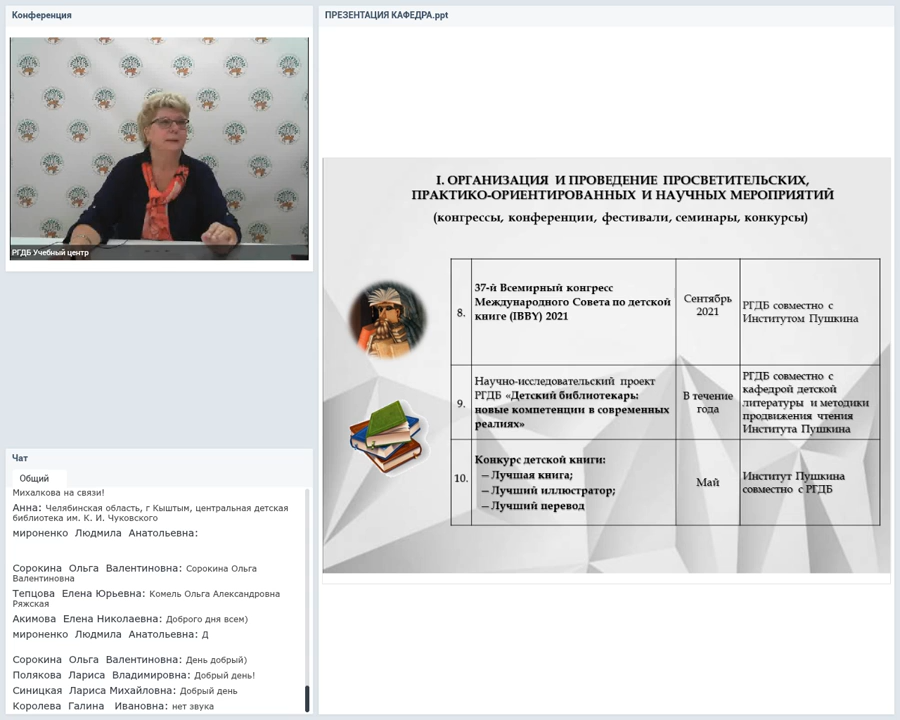 Конференция
РГДБ Учебный центр
Чат
Общий
Михалкова на связи!
Анна: Челябинская область, г Кыштым, центральная детская
библиотека им. К. И. Чуковского
мироненко Людмила Анатольевна:
Сорокина Ольга Валентиновна: Сорокина Ольга
Валентиновна
Тепцова Елена Юрьевна: Комель Ольга Александровна
Ряжская
Акимова Елена Николаевна: Доброго дня всем)
мироненко Людмила Анатольевна: Д
Сорокина Ольга Валентиновна: День добрый)
Полякова Лариса Владимировна: Добрый день!
Синицкая Лариса Михайловна: Добрый день
Королева Галина Ивановна: нет звука
ПРЕЗЕНТАЦИЯ КАФЕДРА.ppt
I. ОРГАНИЗАЦИЯ И ПРОВЕДЕНИЕ ПРОСВЕТИТЕЛЬСКИХ,
ПРАКТИКО-ОРИЕНТИРОВАННЫХ И НАУЧНЫХ МЕРОПРИЯТИЙ
(конгрессы, конференции, фестивали, семинары, конкурсы)
8.
37-й Всемирный конгресс
Международного Совета по детской
книге (IBBY) 2021
Сентябрь
2021
РГДБ совместно с
Институтом Пушкина
9.
Научно-исследовательский проект
РГДБ «Детский библиотекарь:
новые компетенции в современных
реалиях»
В течение
года
РГДБ совместно с
кафедрой детской
литературы и методики
продвижения чтения
Института Пушкина
10.
Конкурс детской книги:
– Лучшая книга;
– Лучший иллюстратор;
– Лучший перевод
Май
Институт Пушкина
совместно с РГДБ